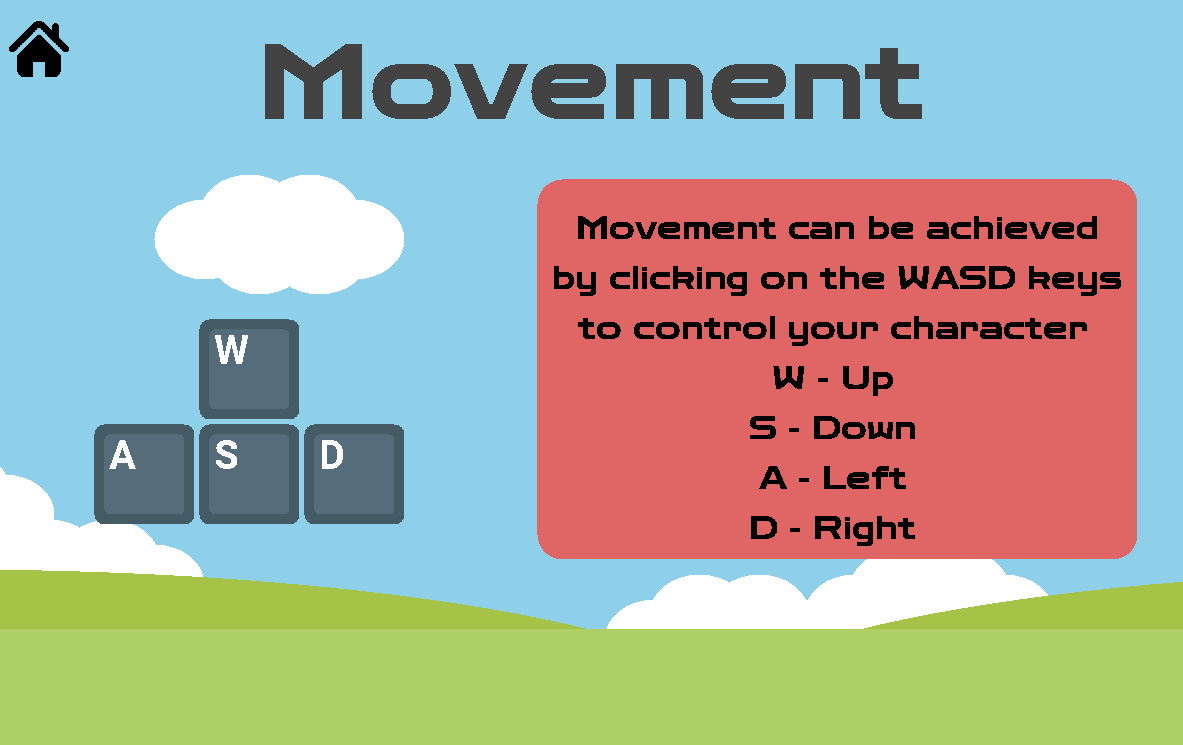 Movement
W
A S D
Movement can be achieved
by clicking on the WASD keys
to control your character
W - Up
S - Down
A - Left
D - Right